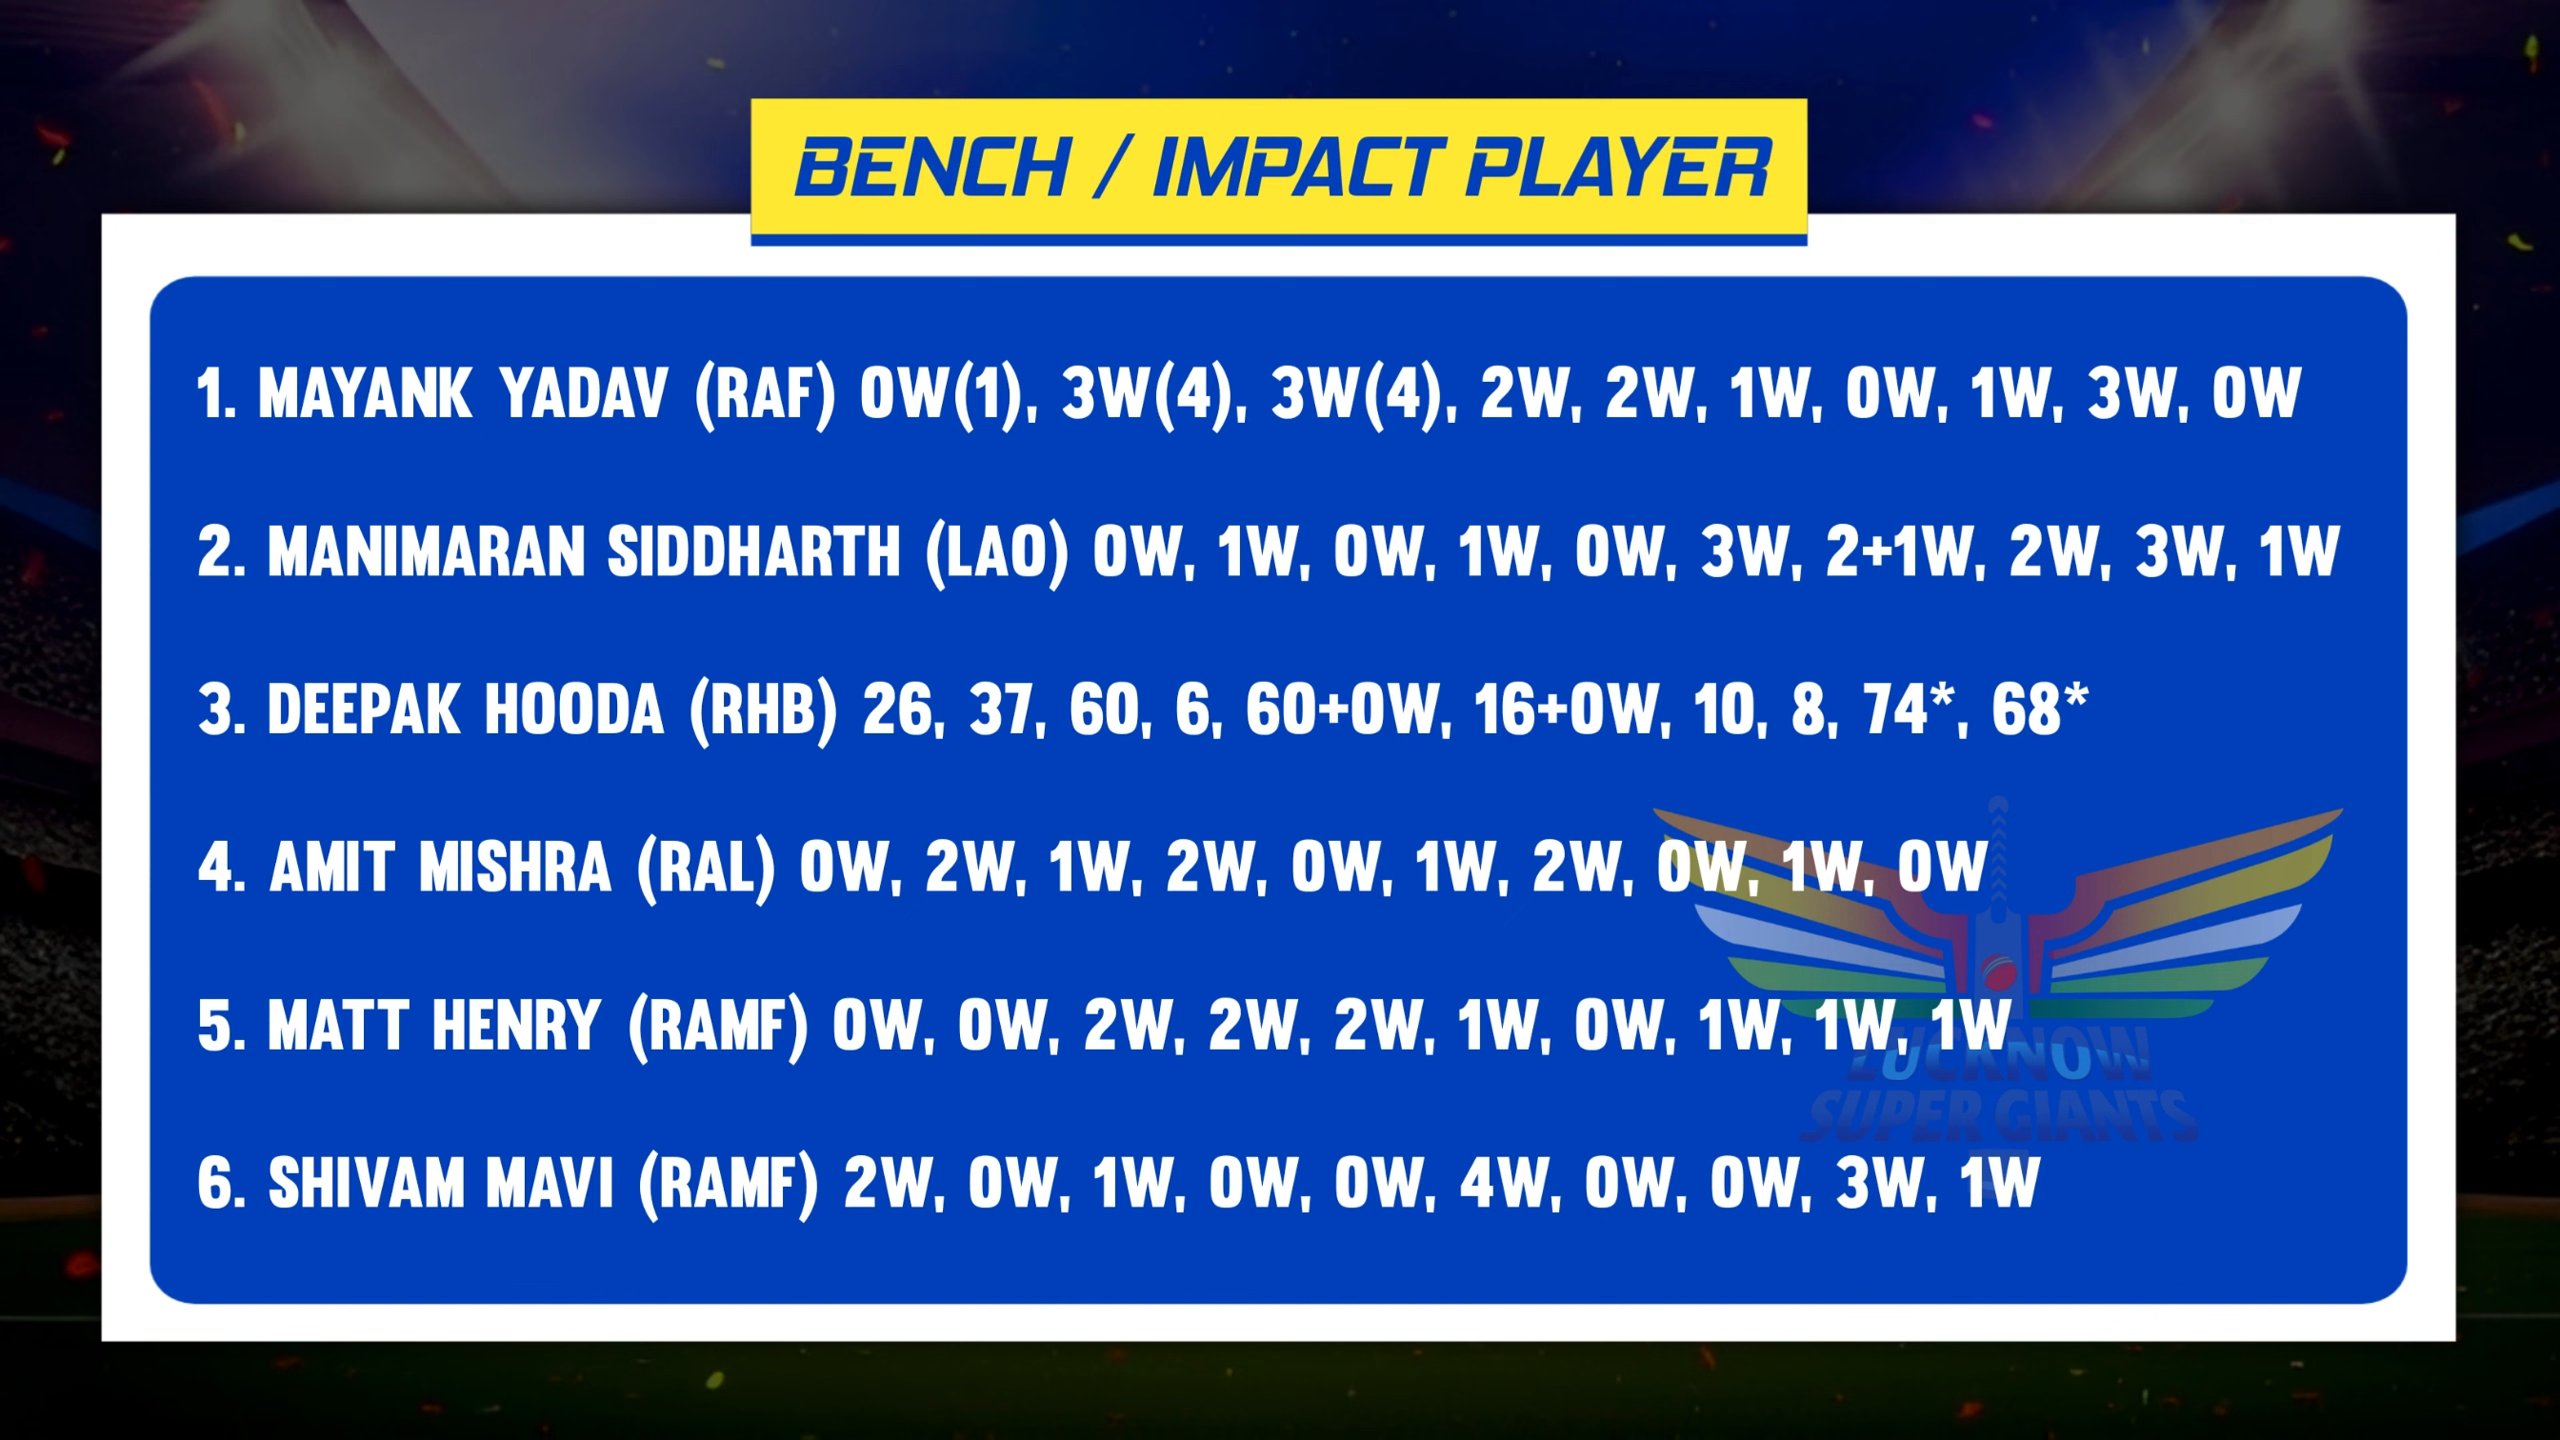 BENCH / IMPACT PLAYER
1. MAYANK YADAV (RAF) 0W(1), 3W(4), 3W(4), 2W, 2W, 1W, 0W, 1W, 3W, 0W
2. MANIMARAN SIDDHARTH (LAO) 0W, 1W, 0W, 1W, 0W, 3W, 2+1W, 2W, 3W, 1W
3. DEEPAK HOODA (RHB) 26, 37, 60, 6, 60+0W, 16+0W, 10, 8, 74*, 68*
4. AMIT MISHRA (RAL) 0W, 2W, 1W, 2W, 0W, 1W, 2W, 0W, 1W, 0W
5. MATT HENRY (RAMF) 0W, 0W, 2W, 2W, 2W, 1W, 0W, 1W, 1W, 1W
LUCKNOW
SUPER GIANTS
6. SHIVAM MAVI (RAMF) 2W, 0W, 1W, 0W, 0W, 4W, 0W, 0W, 3W, 1W